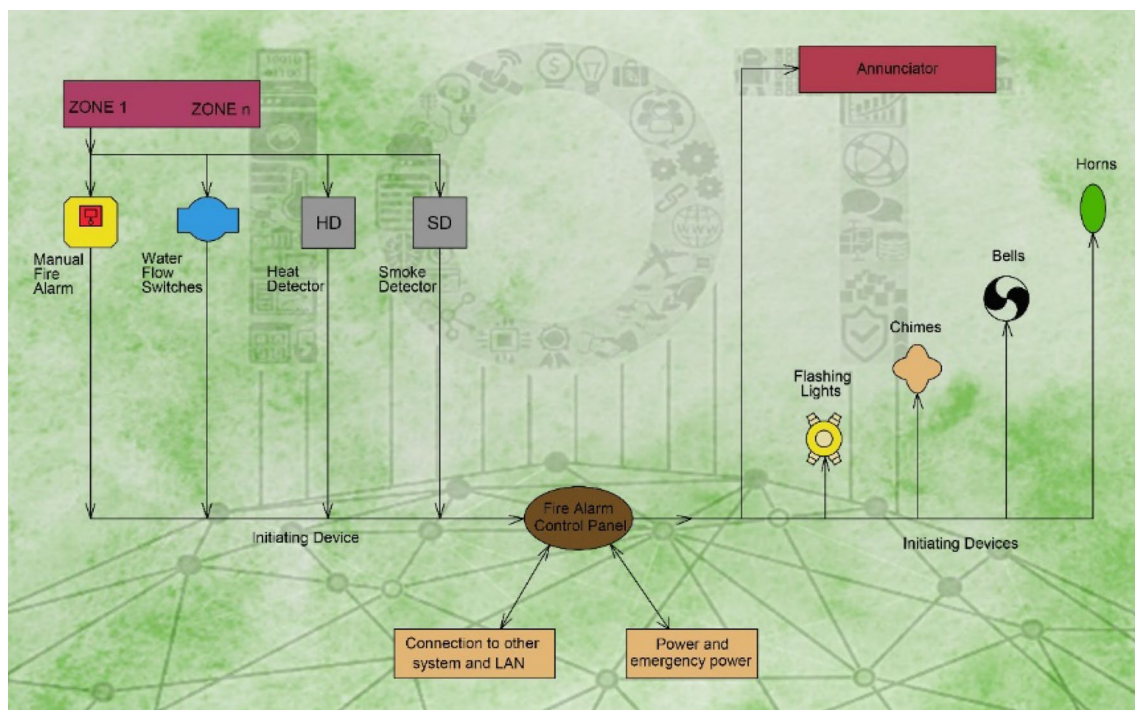 Annunciator
ZONE 1
ZONE n
Horns
HD
SD
Manual
Fire
Alarm
Water
Flow
Switches
Heat
Detector
Smoke
Detector
Bells
Chimes
Flashing
Lights
Fire Alarm
Control Panel
Initiating Device
Initiating Devices
Connection to other
system and LAN
Power and
emergency power
WWW